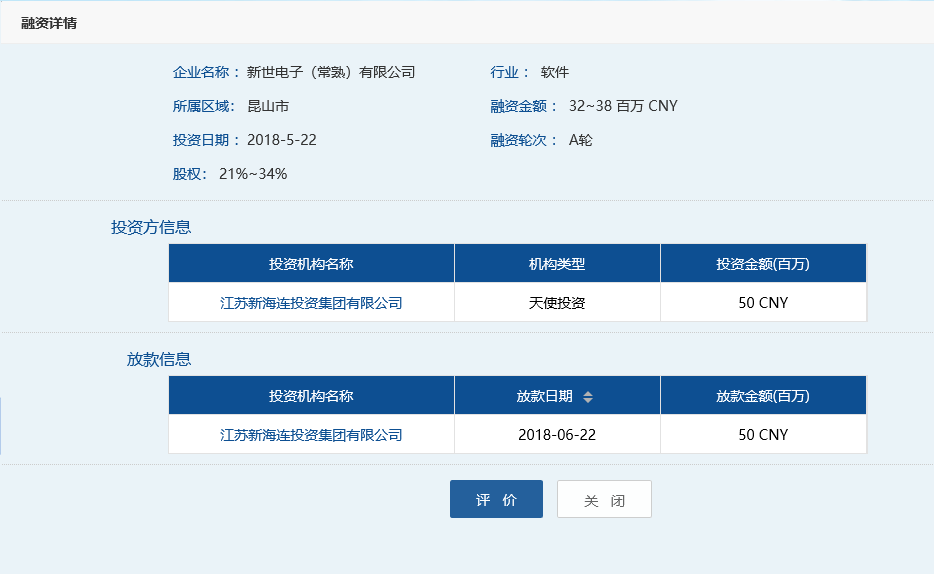 融资详情
企业名称： 新世电子（常熟）有限公司 行业： 软件
所属区域： 昆山市 融资金额： 32~38 百万 CNY
投资日期： 2018-5-22 融资轮次： A轮
股权： 21%~34%
投资方信息
投资机构名称 机构类型 投资金额(百万)
江苏新海连投资集团有限公司 天使投资 50 CNY
放款信息
投资机构名称 放款日期 放款金额(百万)
江苏新海连投资集团有限公司 2018-06-22 50 CNY
评 价 关 闭